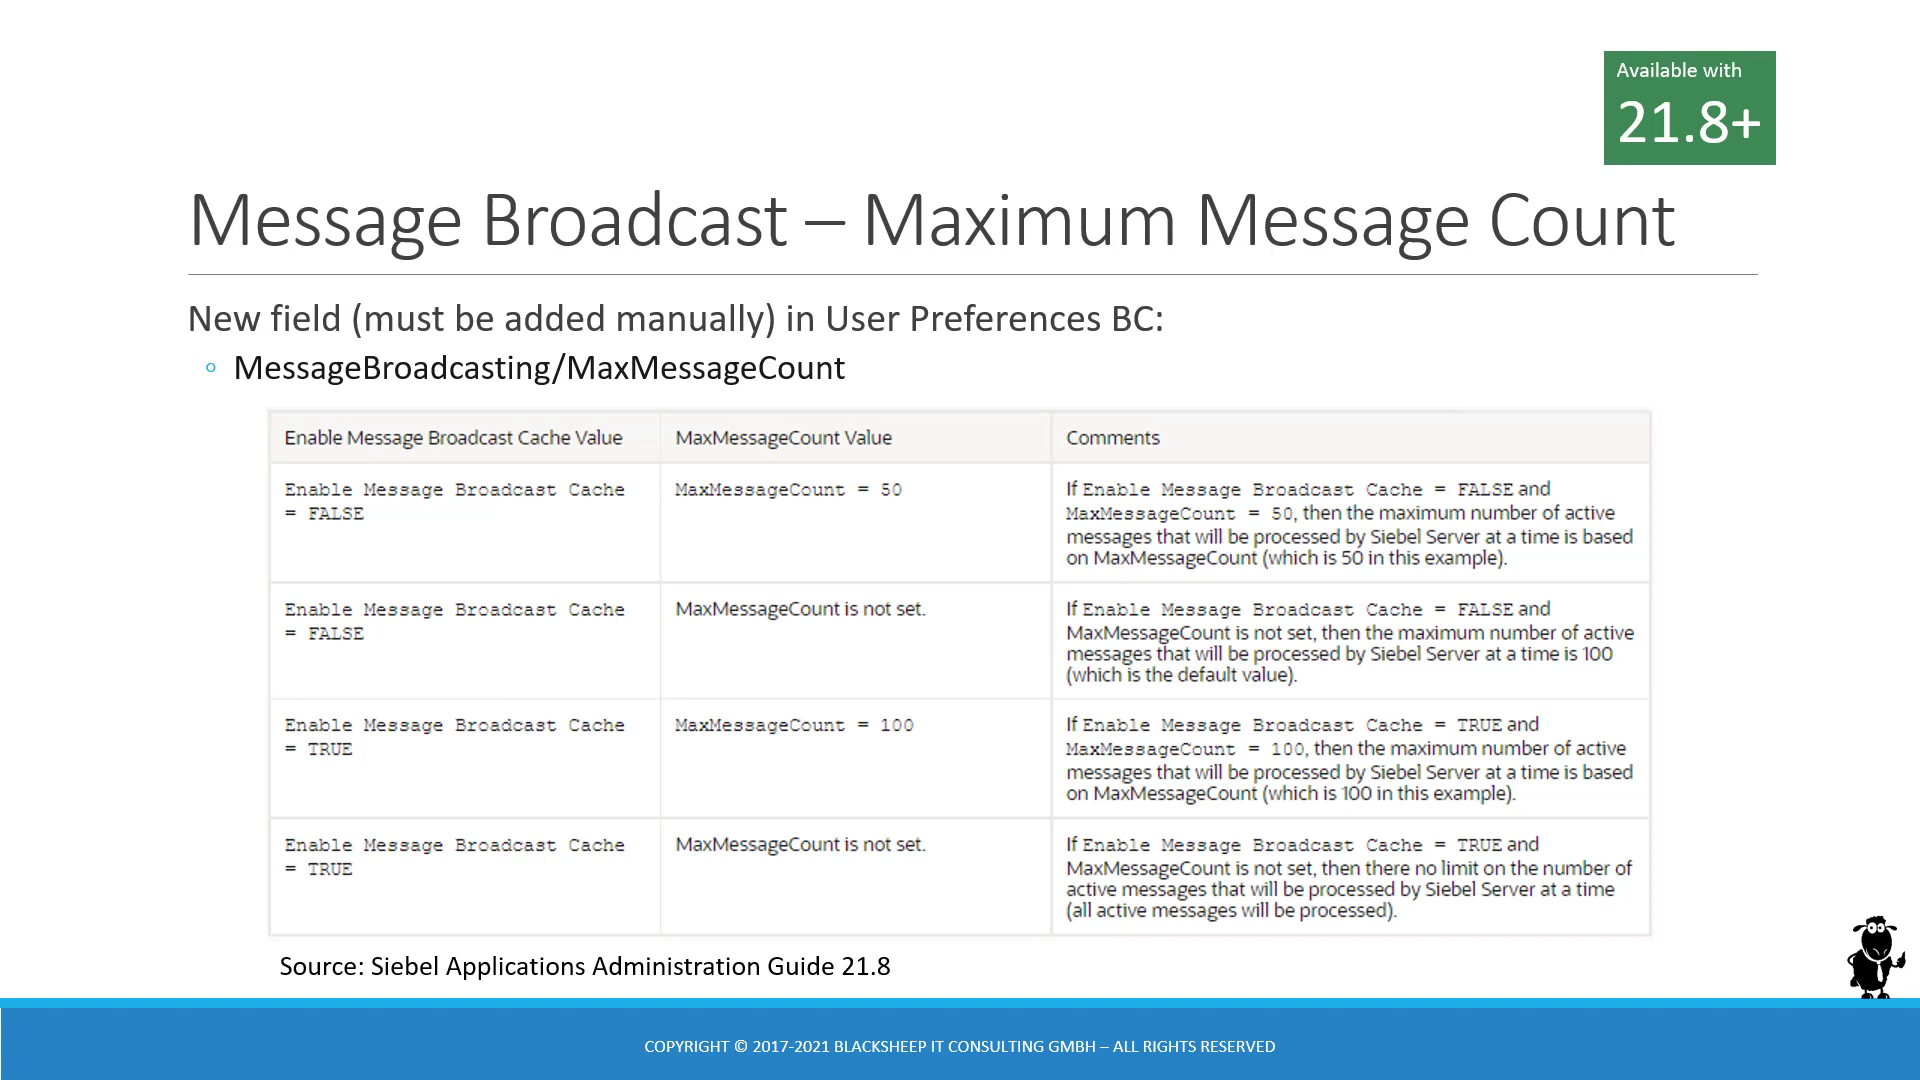 Available with
21.8+
Message Broadcast – Maximum Message Count
New field (must be added manually) in User Preferences BC:
MessageBroadcasting/MaxMessageCount
Enable Message Broadcast Cache Value
MaxMessageCount Value
Comments
Enable Message Broadcast Cache
= FALSE
MaxMessageCount = 50
If Enable Message Broadcast Cache = FALSE and
MaxMessageCount = 50, then the maximum number of active
messages that will be processed by Siebel Server at a time is based
on MaxMessageCount (which is 50 in this example).
Enable Message Broadcast Cache
= FALSE
MaxMessageCount is not set.
If Enable Message Broadcast Cache = FALSE and
MaxMessageCount is not set, then the maximum number of active
messages that will be processed by Siebel Server at a time is 100
(which is the default value).
Enable Message Broadcast Cache
= TRUE
MaxMessageCount = 100
If Enable Message Broadcast Cache = TRUE and
MaxMessageCount = 100, then the maximum number of active
messages that will be processed by Siebel Server at a time is based
on MaxMessageCount (which is 100 in this example).
Enable Message Broadcast Cache
= TRUE
MaxMessageCount is not set.
If Enable Message Broadcast Cache = TRUE and
MaxMessageCount is not set, then there no limit on the number of
active messages that will be processed by Siebel Server at a time
(all active messages will be processed).
Source: Siebel Applications Administration Guide 21.8
COPYRIGHT © 2017-2021 BLACKSHEEP IT CONSULTING GMBH – ALL RIGHTS RESERVED